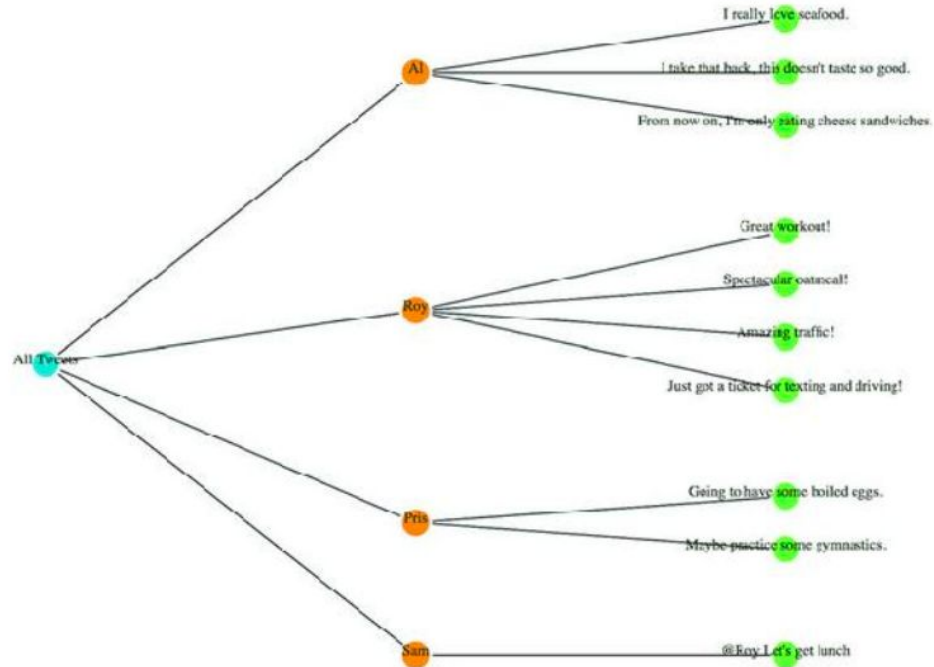 All Tweets
Al
I really love seafood.
I take that back, this doesn't taste so good.
From now on, I'm only eating cheese sandwiches.
Roy
Great workout!
Spectacular oatmeal!
Amazing traffic!
Just got a ticket for texting and driving!
Pris
Going to have some boiled eggs.
Maybe practice some gymnastics.
Sam
@Roy Let's get lunch